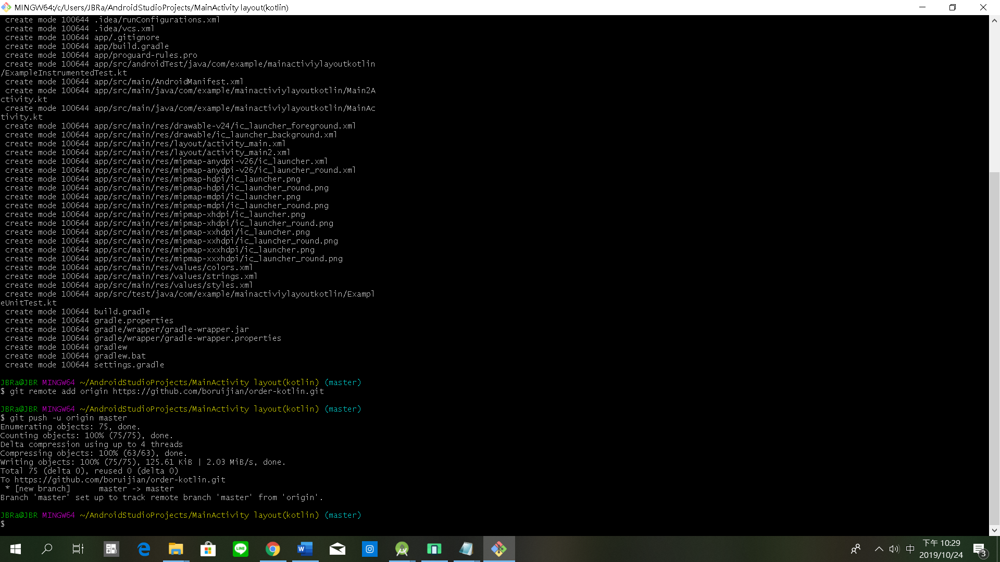 MINGW64:/c/Users/JBRa/AndroidStudioProjects/MainActivity layout(kotlin)
create mode 100644 .idea/runConfigurations.xml
create mode 100644 .idea/vcs.xml
create mode 100644 app/.gitignore
create mode 100644 app/build.gradle
create mode 100644 app/proguard-rules.pro
create mode 100644 app/src/androidTest/java/com/example/mainactiviylayoutkotlin
/ExampleInstrumentedTest.kt
create mode 100644 app/src/main/AndroidManifest.xml
create mode 100644 app/src/main/java/com/example/mainactiviylayoutkotlin/Main2A
ctivity.kt
create mode 100644 app/src/main/java/com/example/mainactiviylayoutkotlin/MainAc
tivity.kt
create mode 100644 app/src/main/res/drawable-v24/ic_launcher_foreground.xml
create mode 100644 app/src/main/res/drawable/ic_launcher_background.xml
create mode 100644 app/src/main/res/layout/activity_main.xml
create mode 100644 app/src/main/res/layout/activity_main2.xml
create mode 100644 app/src/main/res/mipmap-anydpi-v26/ic_launcher.xml
create mode 100644 app/src/main/res/mipmap-anydpi-v26/ic_launcher_round.xml
create mode 100644 app/src/main/res/mipmap-hdpi/ic_launcher.png
create mode 100644 app/src/main/res/mipmap-hdpi/ic_launcher_round.png
create mode 100644 app/src/main/res/mipmap-mdpi/ic_launcher.png
create mode 100644 app/src/main/res/mipmap-mdpi/ic_launcher_round.png
create mode 100644 app/src/main/res/mipmap-xhdpi/ic_launcher.png
create mode 100644 app/src/main/res/mipmap-xhdpi/ic_launcher_round.png
create mode 100644 app/src/main/res/mipmap-xxhdpi/ic_launcher.png
create mode 100644 app/src/main/res/mipmap-xxhdpi/ic_launcher_round.png
create mode 100644 app/src/main/res/mipmap-xxxhdpi/ic_launcher.png
create mode 100644 app/src/main/res/mipmap-xxxhdpi/ic_launcher_round.png
create mode 100644 app/src/main/res/values/colors.xml
create mode 100644 app/src/main/res/values/strings.xml
create mode 100644 app/src/main/res/values/styles.xml
create mode 100644 app/src/test/java/com/example/mainactiviylayoutkotlin/Exampl
eUnitTest.kt
create mode 100644 build.gradle
create mode 100644 gradle.properties
create mode 100644 gradle/wrapper/gradle-wrapper.jar
create mode 100644 gradle/wrapper/gradle-wrapper.properties
create mode 100644 gradlew
create mode 100644 gradlew.bat
create mode 100644 settings.gradle
JBRa@JBR MINGW64 ~/AndroidStudioProjects/MainActivity layout(kotlin) (master)
$ git remote add origin https://github.com/boruijian/order-kotlin.git
JBRa@JBR MINGW64 ~/AndroidStudioProjects/MainActivity layout(kotlin) (master)
$ git push -u origin master
Enumerating objects: 75, done.
Counting objects: 100% (75/75), done.
Delta compression using up to 4 threads
Compressing objects: 100% (63/63), done.
Writing objects: 100% (75/75), 125.61 KiB | 2.03 MiB/s, done.
Total 75 (delta 0), reused 0 (delta 0)
To https://github.com/boruijian/order-kotlin.git
* [new branch]      master -> master
Branch 'master' set up to track remote branch 'master' from 'origin'.
JBRa@JBR MINGW64 ~/AndroidStudioProjects/MainActivity layout(kotlin) (master)
$
LINE
W
中
下午 10:29
2019/10/24
3